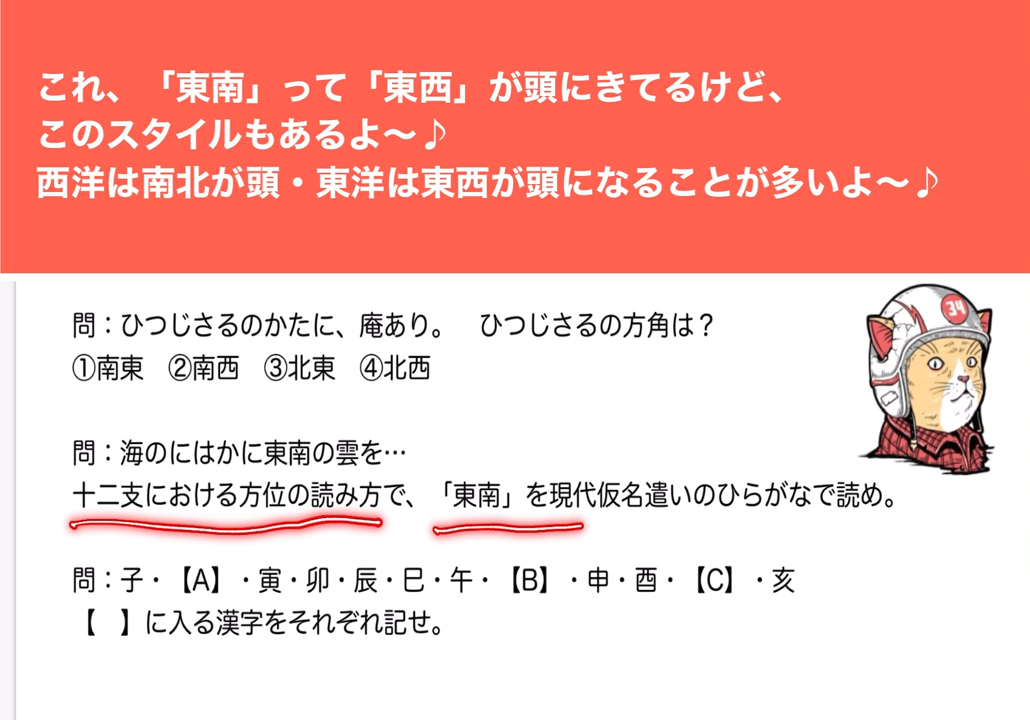 これ、「東南」って「東西」が頭にきてるけど、
このスタイルもあるよ〜♪
西洋は南北が頭・東洋は東西が頭になることが多いよ〜♪
34
問：ひつじさるのかたに、庵あり。　ひつじさるの方角は？
①南東　②南西　③北東　④北西
問：海のにはかに東南の雲を…
十二支における方位の読み方で、「東南」を現代仮名遣いのひらがなで読め。
問：子・【A】・寅・卯・辰・巳・午・【B】・申・酉・【C】・亥
【　】に入る漢字をそれぞれ記せ。